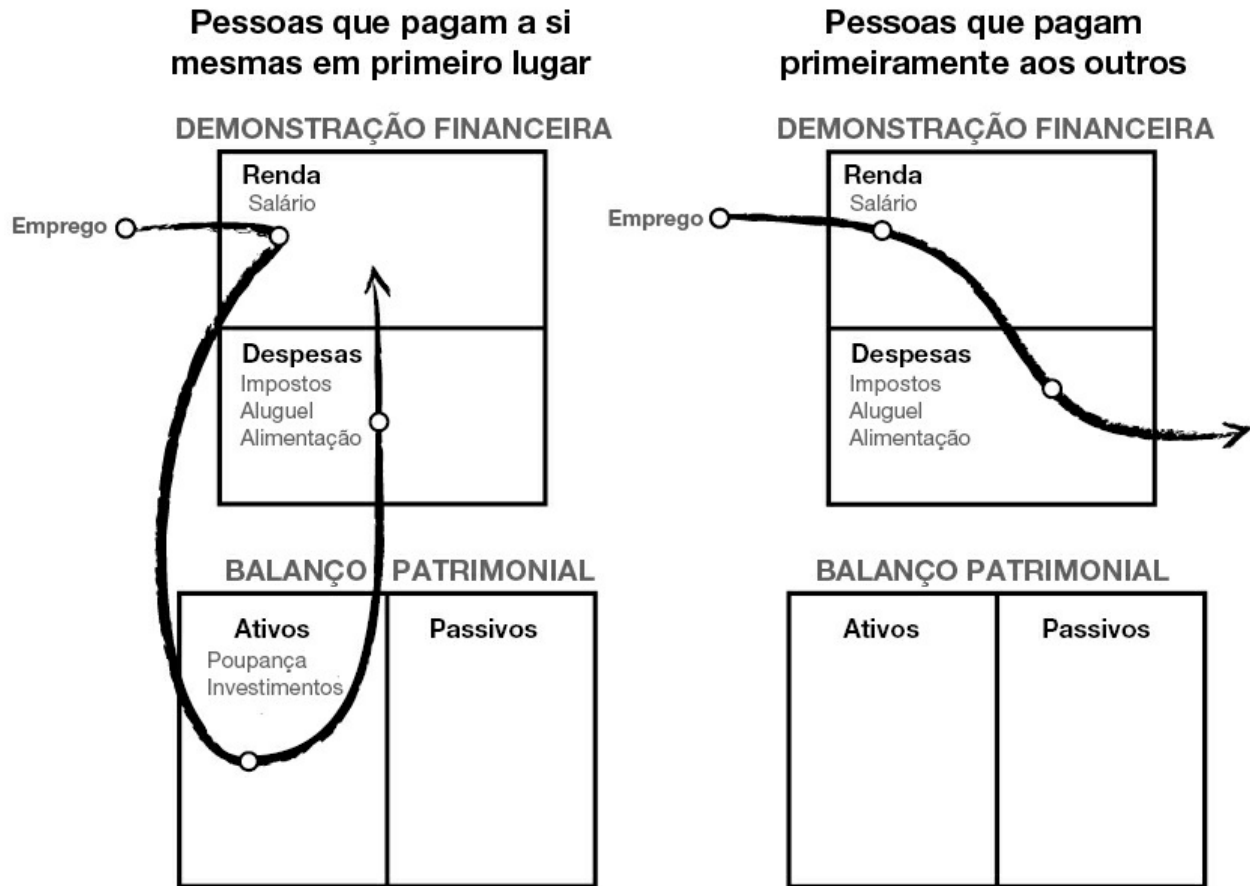 Pessoas que pagam a si
mesmas em primeiro lugar
DEMONSTRAÇÃO FINANCEIRA
Renda
Salário
Emprego
Despesas
Impostos
Aluguel
Alimentação
BALANÇO PATRIMONIAL
Ativos
Poupança
Investimentos
Passivos
Pessoas que pagam
primeiramente aos outros
DEMONSTRAÇÃO FINANCEIRA
Renda
Salário
Emprego
Despesas
Impostos
Aluguel
Alimentação
BALANÇO PATRIMONIAL
Ativos
Passivos